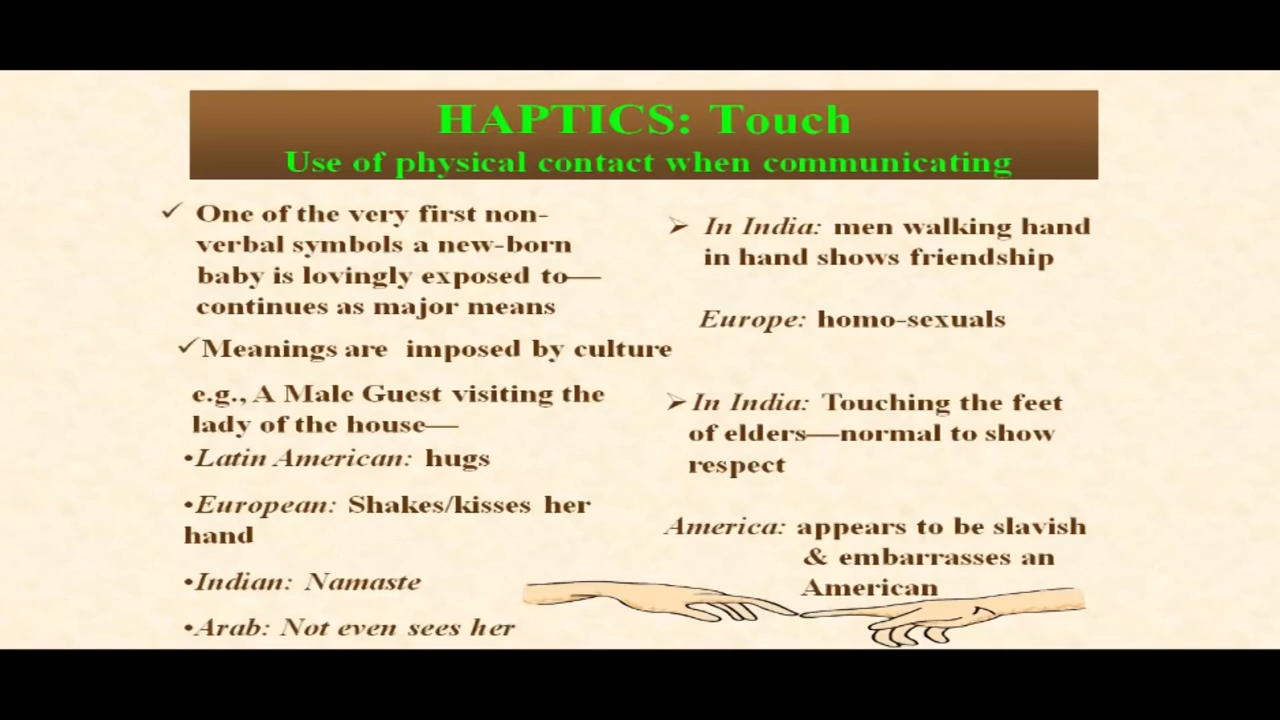 HAPTICS: Touch
Use of physical contact when communicating
✓ One of the very first non-
verbal symbols a new-born
baby is lovingly exposed to—
continues as major means
✓Meanings are imposed by culture
e.g., A Male Guest visiting the
lady of the house—
•Latin American: hugs
•European: Shakes/kisses her
hand
•Indian: Namaste
•Arab: Not even sees her
➢ In India: men walking hand
in hand shows friendship
Europe: homo-sexuals
➢In India: Touching the feet
of elders—normal to show
respect
America: appears to be slavish
& embarrasses an
American